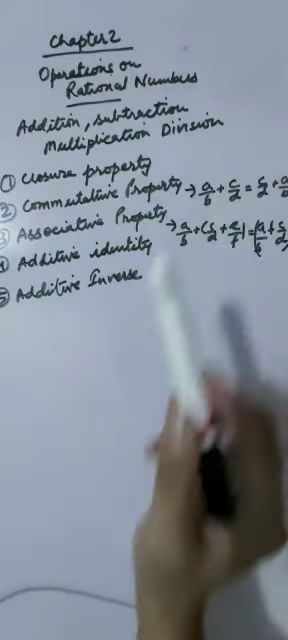 Chapter 2
Operations on
Rational Numbers
Addition, subtraction
Multiplication Division
① Closure property
② Commutative Property → a/b + c/d = c/d + a/b
③ Associative Property → a/b + (c/d + e/f) = (a/b + c/d
④ Additive identity
⑤ Additive Inverse